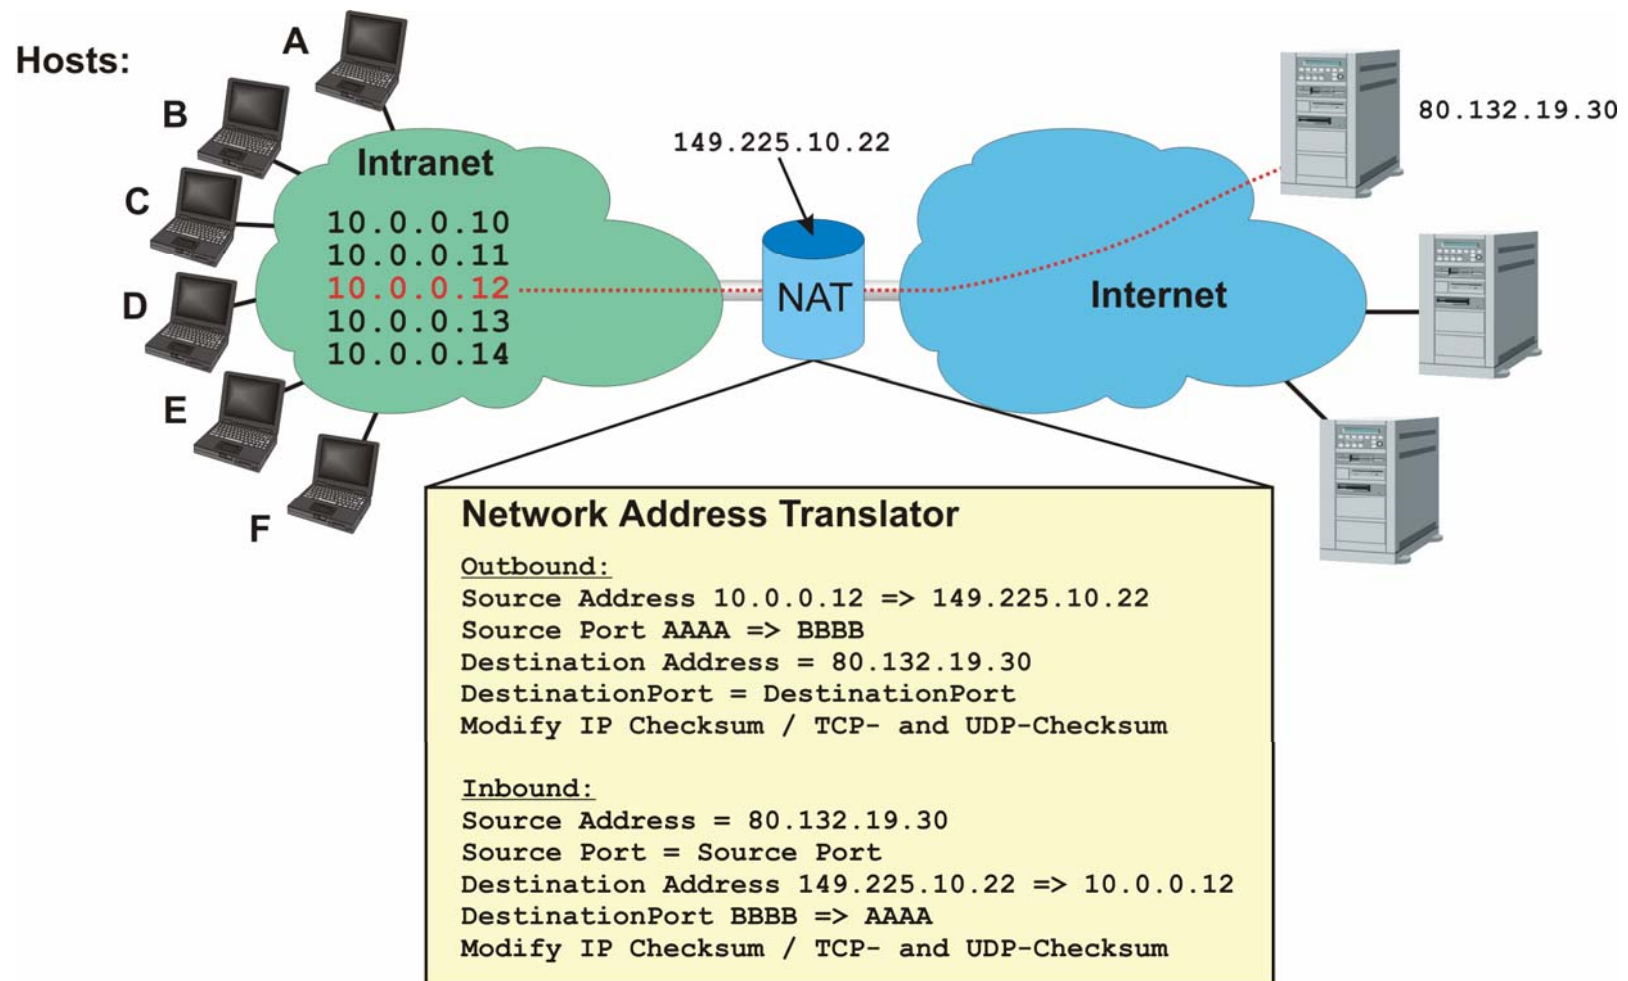 Hosts:
A
B
C
D
E
F
Intranet
10.0.0.10
10.0.0.11
10.0.0.12
10.0.0.13
10.0.0.14
149.225.10.22
NAT
Internet
80.132.19.30
Network Address Translator
Outbound:
Source Address 10.0.0.12 => 149.225.10.22
Source Port AAAA => BBBB
Destination Address = 80.132.19.30
DestinationPort = DestinationPort
Modify IP Checksum / TCP- and UDP-Checksum
Inbound:
Source Address = 80.132.19.30
Source Port = Source Port
Destination Address 149.225.10.22 => 10.0.0.12
DestinationPort BBBB => AAAA
Modify IP Checksum / TCP- and UDP-Checksum